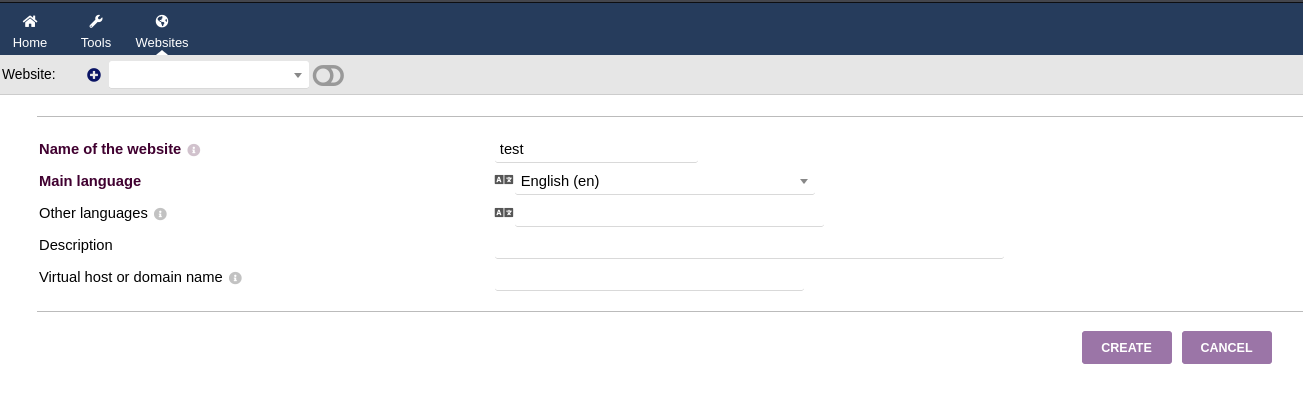 Home Tools Websites
Website:
Name of the website test
Main language English (en)
Other languages
Description
Virtual host or domain name
CREATE CANCEL